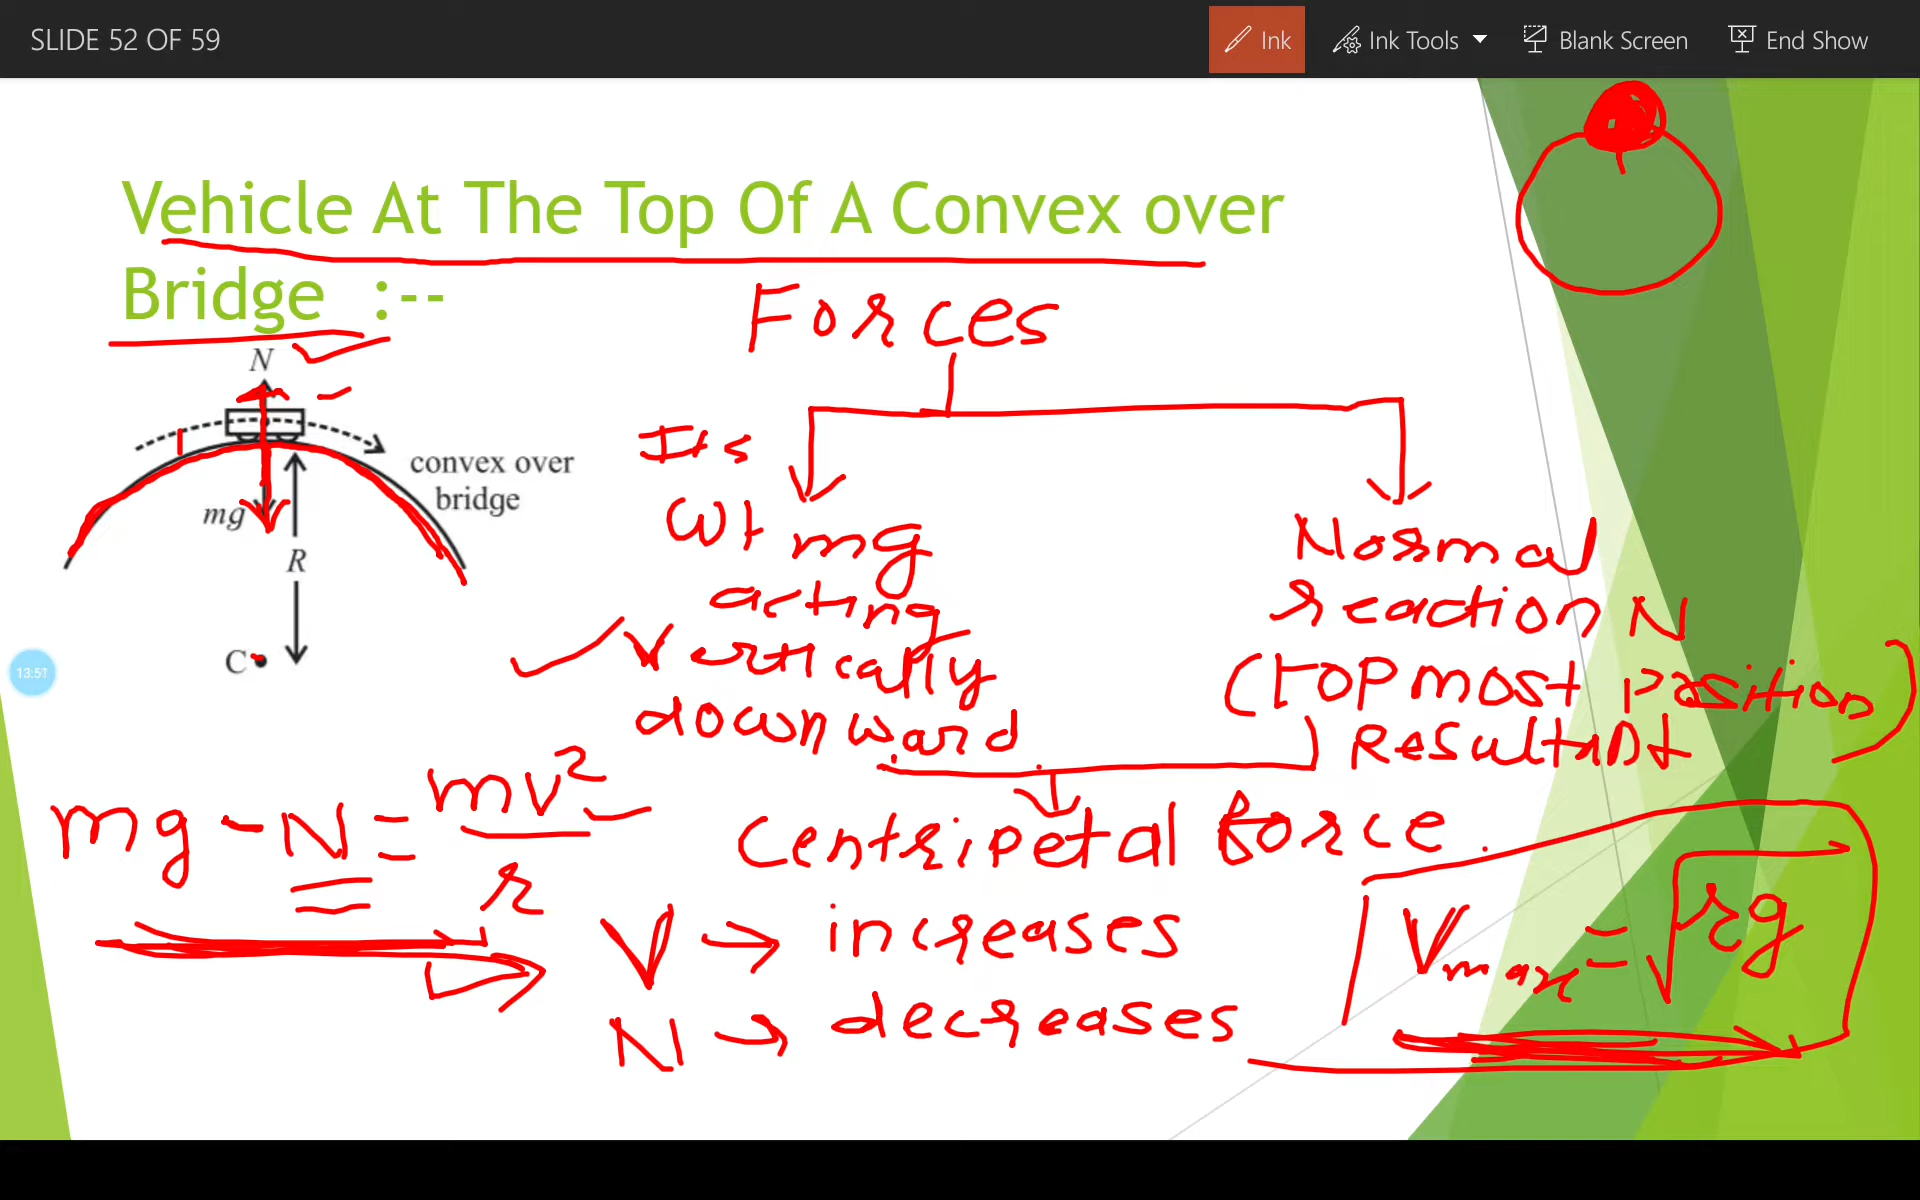 SLIDE 52 OF 59
Ink
Ink Tools
Blank Screen
End Show
Vehicle At The Top Of A Convex over
Bridge :--
Forces
N
convex over
bridge
mg
R
C
13:51
Its
Wt mg
acting
Vertically
downward
Normal
reaction N
(topmost position)
Resultant
Centripetal force
mg - N = mv²
r
V → increases
N → decreases
Vmax = √rg